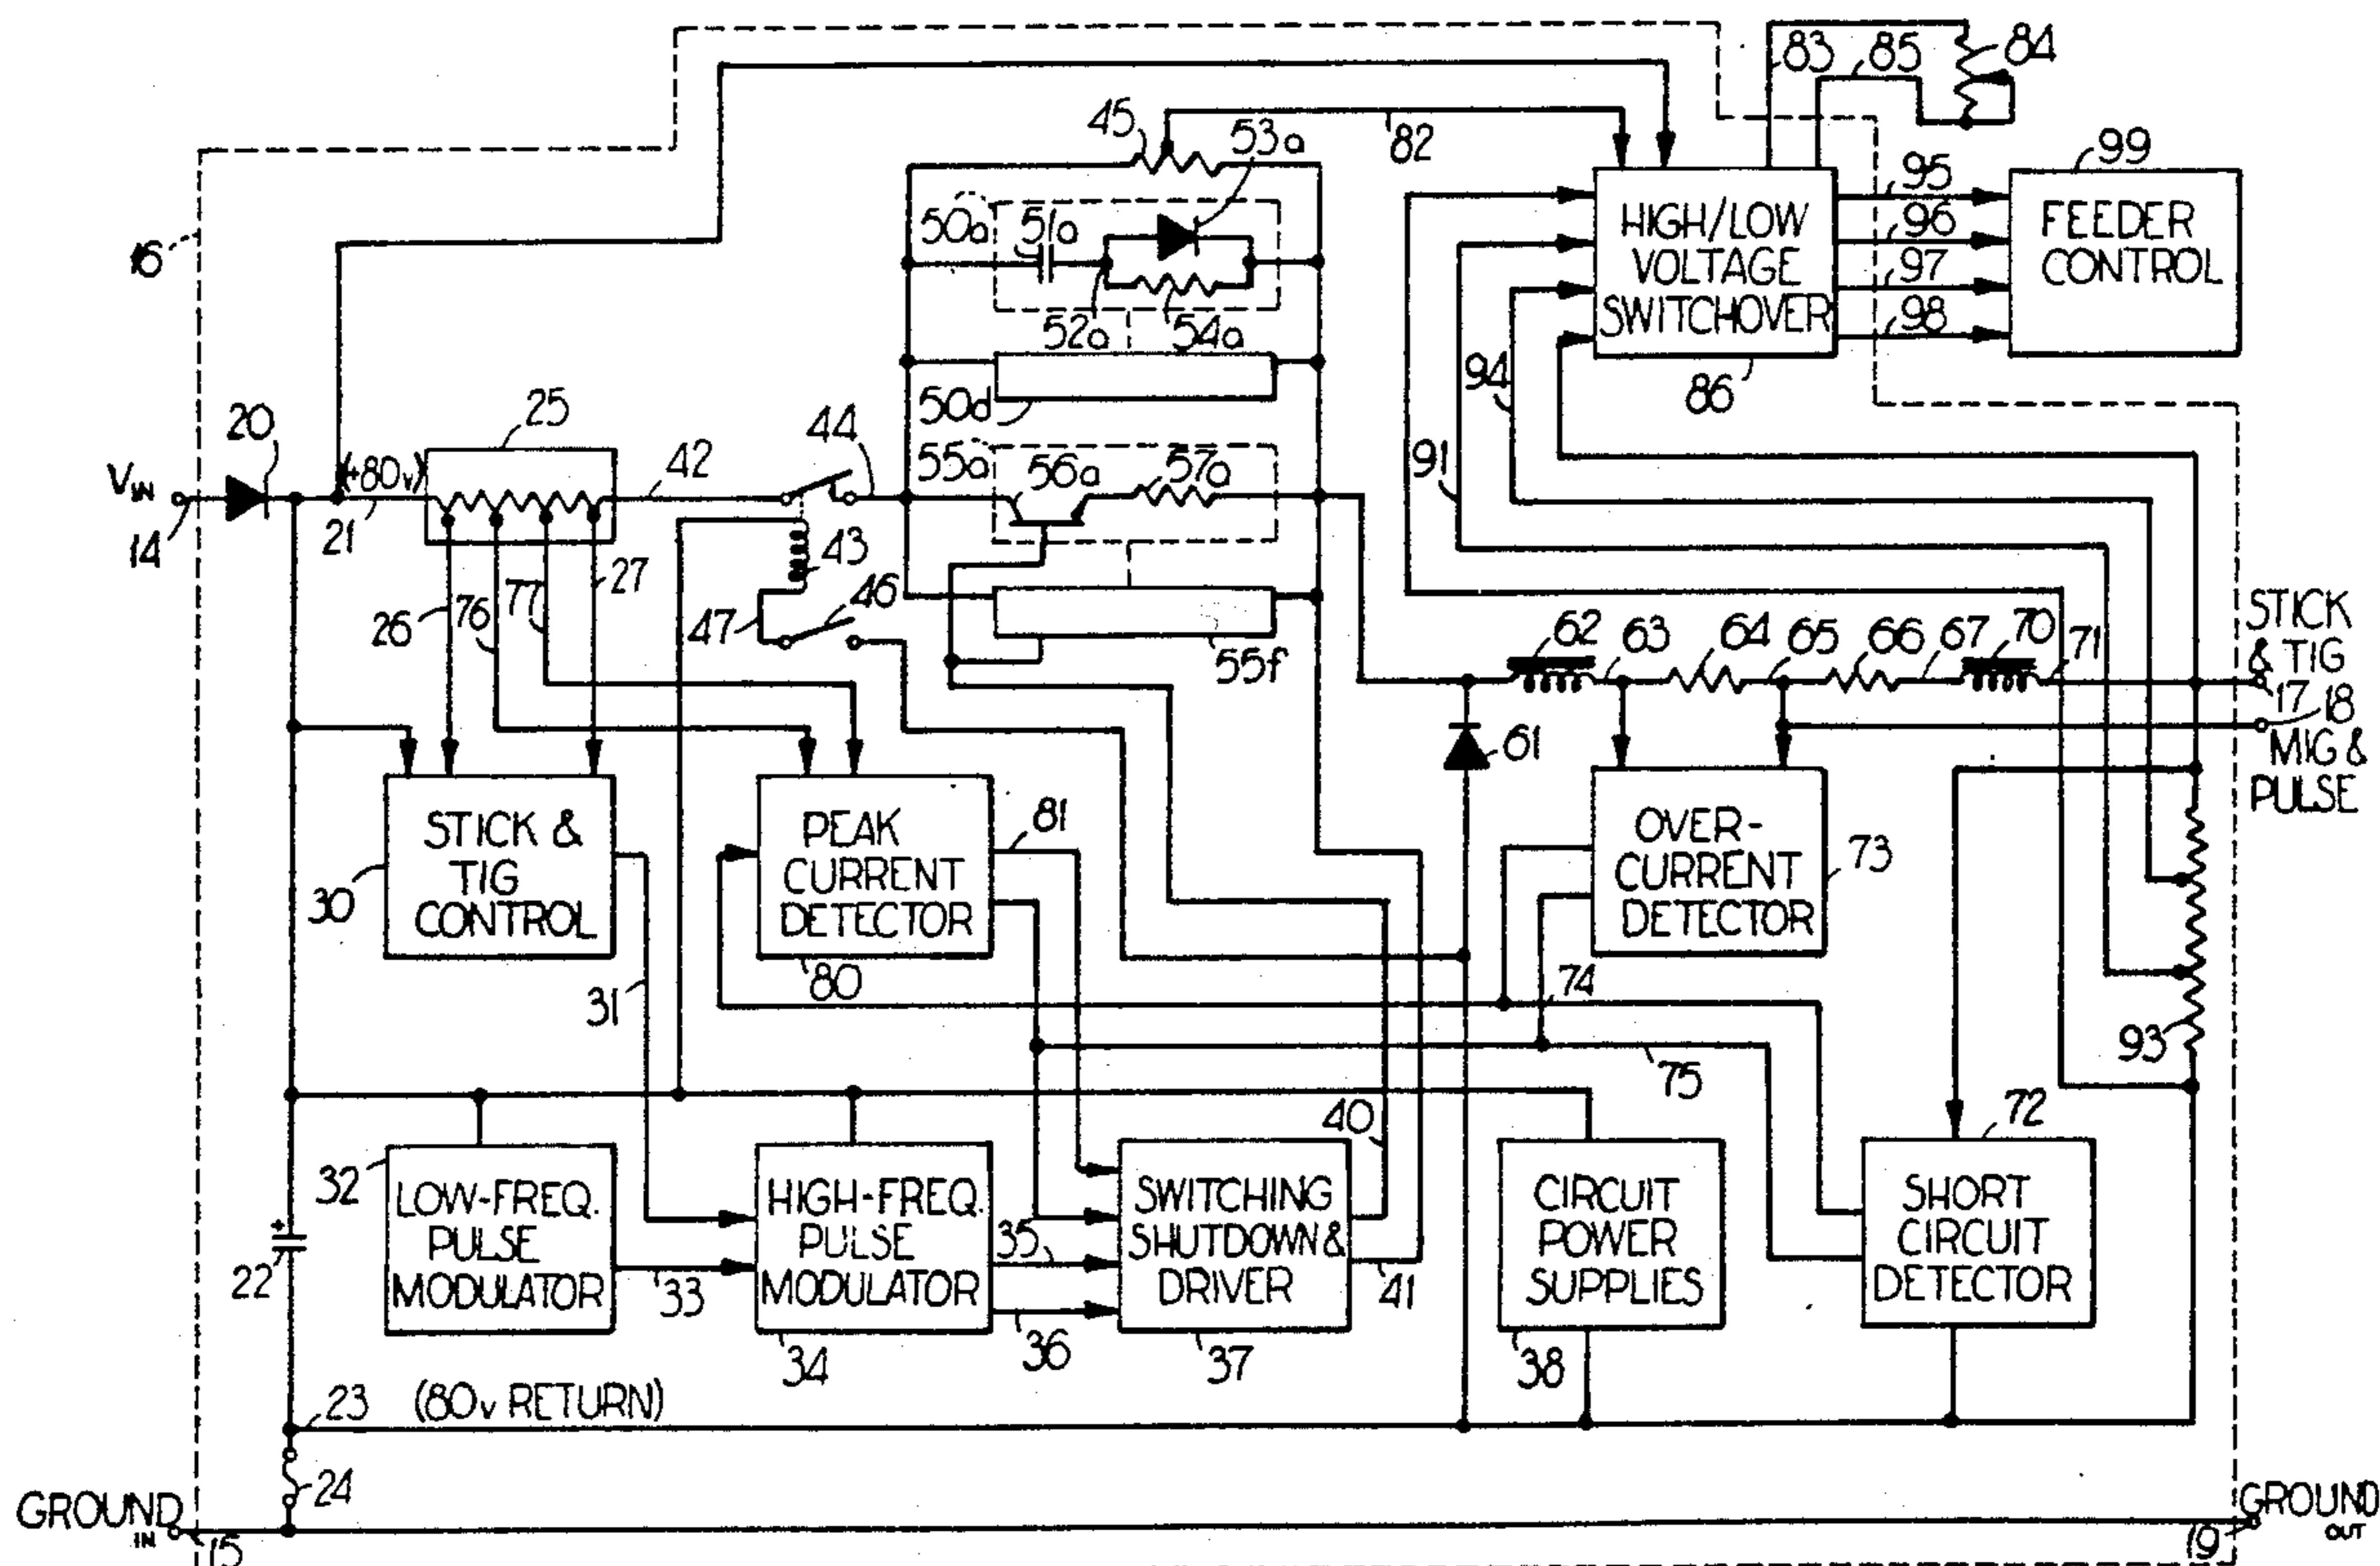 83
85
84
45
53a
82
99
95
96
97
98
FEEDER
CONTROL
HIGH/LOW
VOLTAGE
SWITCHOVER
86
16
50a
51a
52a
54a
50d
94
91
20
25
(+80v)
42
44
55a
56a
57a
VIN
14
21
26
76
77
27
43
47
46
55f
62
63
64
65
66
67
70
71
STICK
& TIG
17
18
MIG &
PULSE
61
STICK &
TIG
CONTROL
30
PEAK
CURRENT
DETECTOR
80
81
OVER-
CURRENT
DETECTOR
73
31
74
75
93
40
72
32
LOW-FREQ.
PULSE
MODULATOR
33
HIGH-FREQ.
PULSE
MODULATOR
34
35
36
SWITCHING
SHUTDOWN &
DRIVER
37
41
CIRCUIT
POWER
SUPPLIES
38
SHORT
CIRCUIT
DETECTOR
+
22
23
(80v RETURN)
24
GROUND
IN
15
GROUND
OUT
19